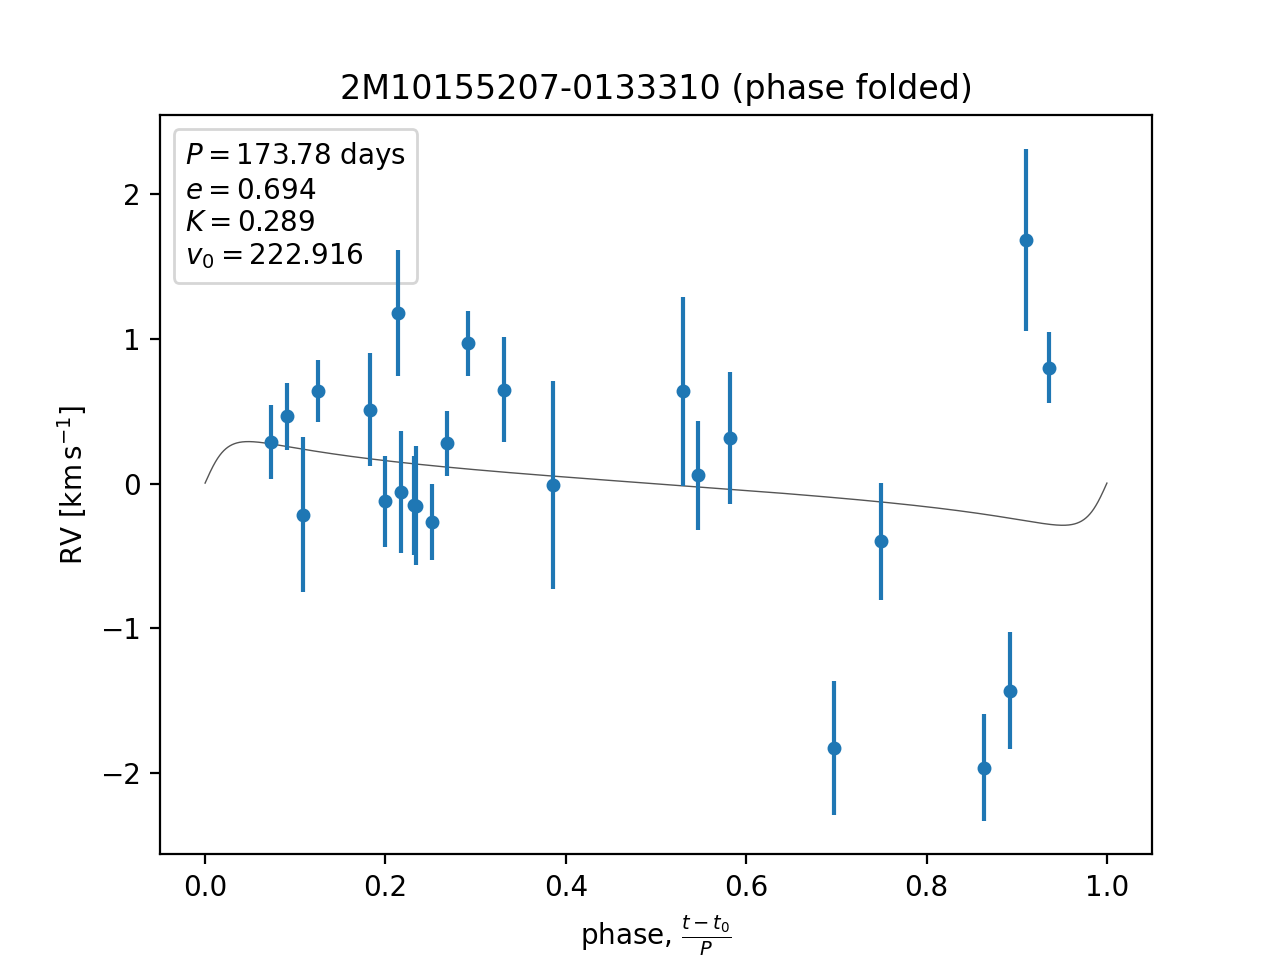 2M10155207-0133310 (phase folded)
P = 173.78 days
e = 0.694
K = 0.289
v₀ = 222.916
2
1
0
−1
−2
RV [km s⁻¹]
0.0 0.2 0.4 0.6 0.8 1.0
phase, (t − t₀)/P